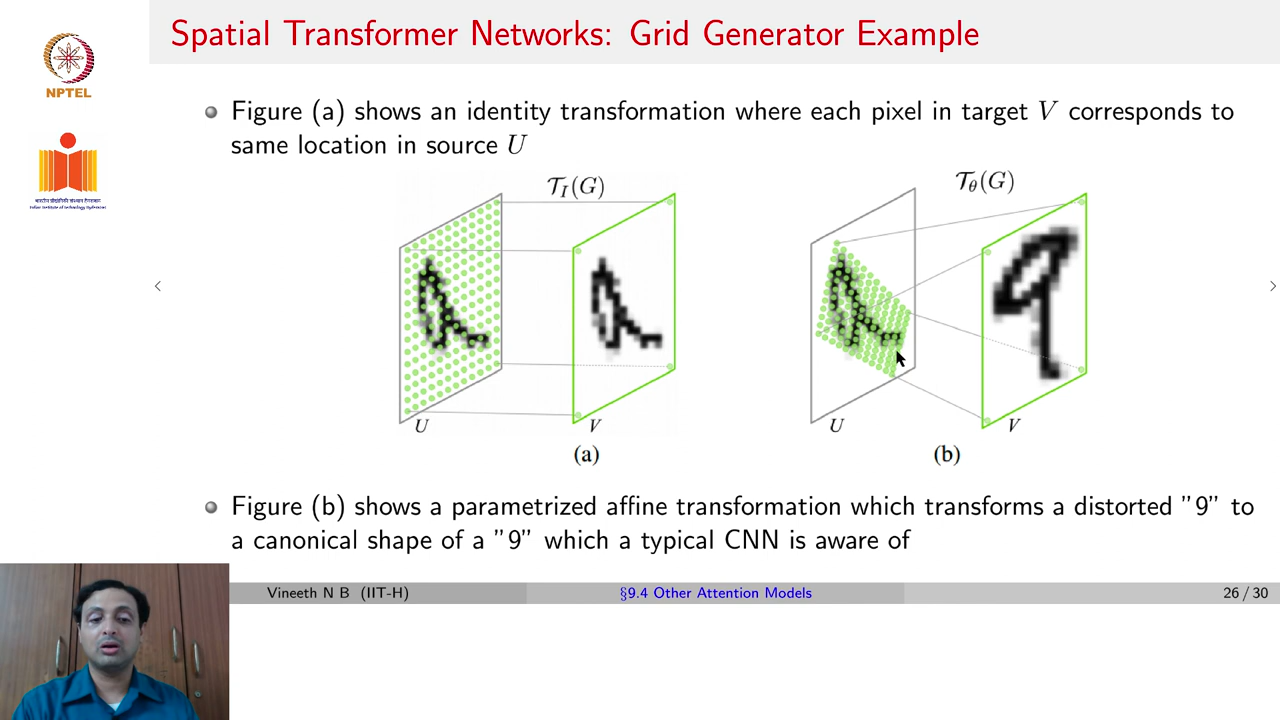 Spatial Transformer Networks: Grid Generator Example
NPTEL
Figure (a) shows an identity transformation where each pixel in target V corresponds to
same location in source U
𝒯_I(G)
U
V
(a)
𝒯_θ(G)
U
V
(b)
Figure (b) shows a parametrized affine transformation which transforms a distorted "9" to
a canonical shape of a "9" which a typical CNN is aware of
Vineeth N B (IIT-H)
§9.4 Other Attention Models
26 / 30